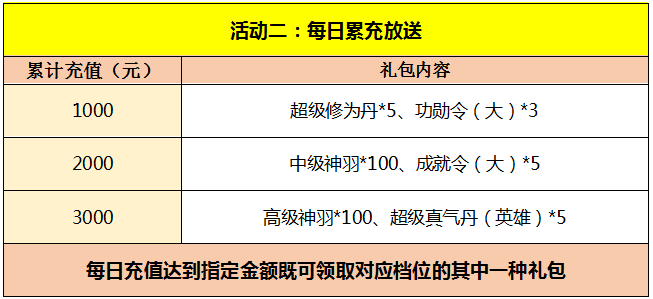 活动二：每日累充放送
累计充值（元） 礼包内容
1000 超级修为丹*5、功勋令（大）*3
2000 中级神羽*100、成就令（大）*5
3000 高级神羽*100、超级真气丹（英雄）*5
每日充值达到指定金额既可领取对应档位的其中一种礼包